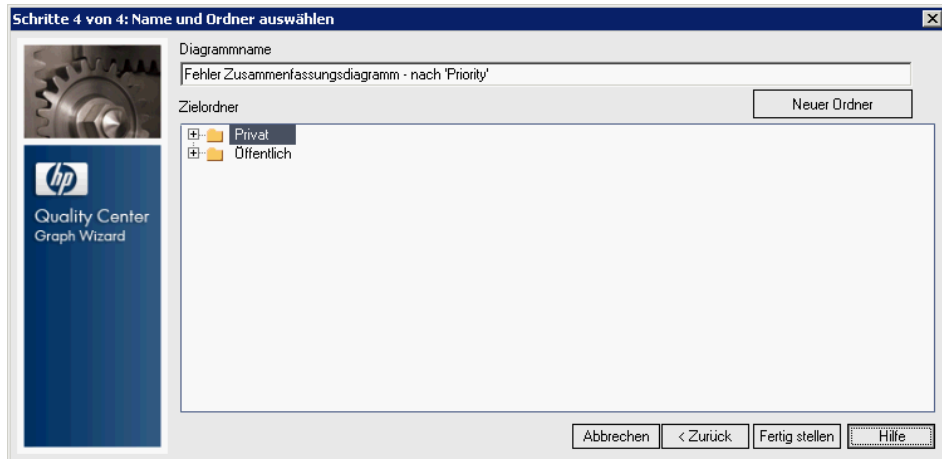 Schritte 4 von 4: Name und Ordner auswählen
Diagrammname
Fehler Zusammenfassungsdiagramm - nach 'Priority'
Zielordner
Neuer Ordner
Privat
Öffentlich
hp
Quality Center
Graph Wizard
Abbrechen
< Zurück
Fertig stellen
Hilfe